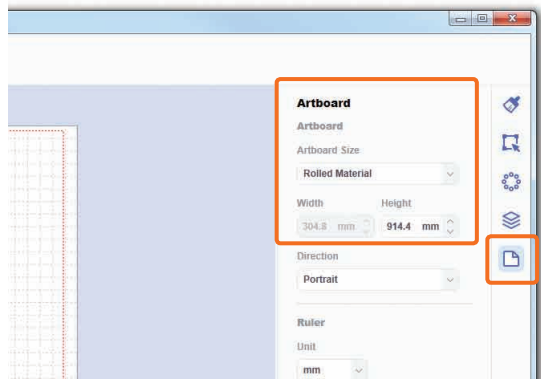 Artboard
Artboard
Artboard Size
Rolled Material
Width Height
304.8 mm 914.4 mm
Direction
Portrait
Ruler
Unit
mm